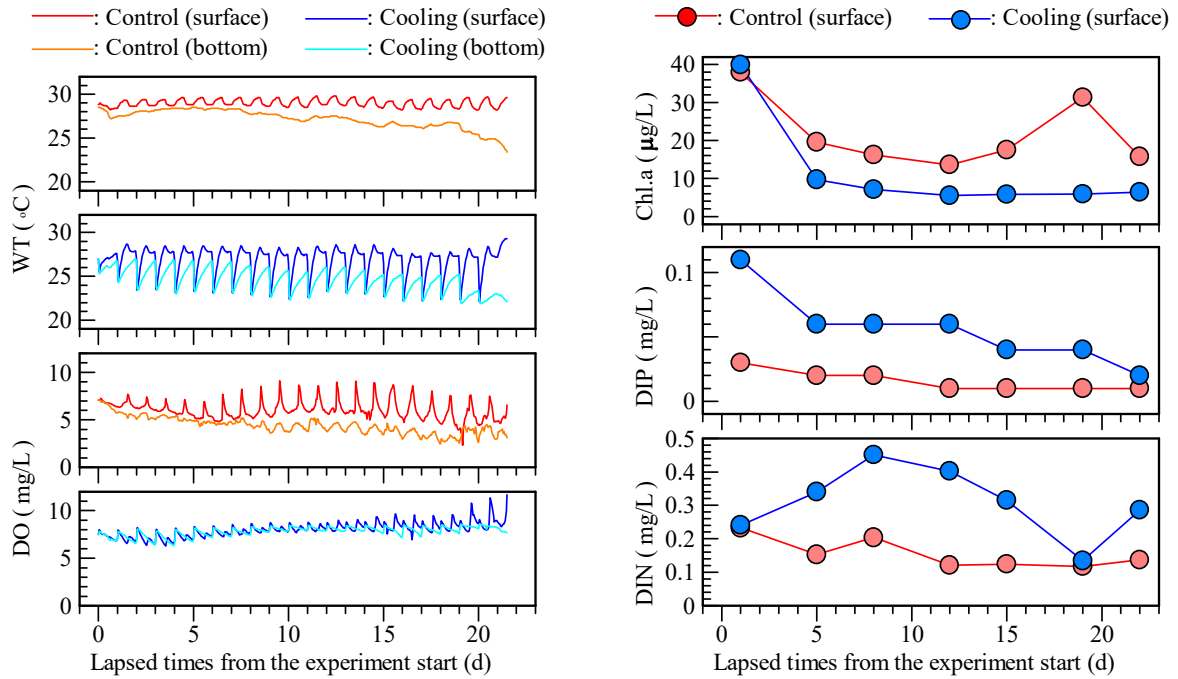 : Control (surface)
: Cooling (surface)
: Control (bottom)
: Cooling (bottom)
WT ( °C )
30
25
20
30
25
20
DO ( mg/L )
10
5
0
10
5
0
0 5 10 15 20
Lapsed times from the experiment start (d)
: Control (surface)
: Cooling (surface)
Chl.a ( μg/L )
40
30
20
10
0
DIP ( mg/L )
0.1
0
DIN ( mg/L )
0.5
0.4
0.3
0.2
0.1
0
0 5 10 15 20
Lapsed times from the experiment start (d)